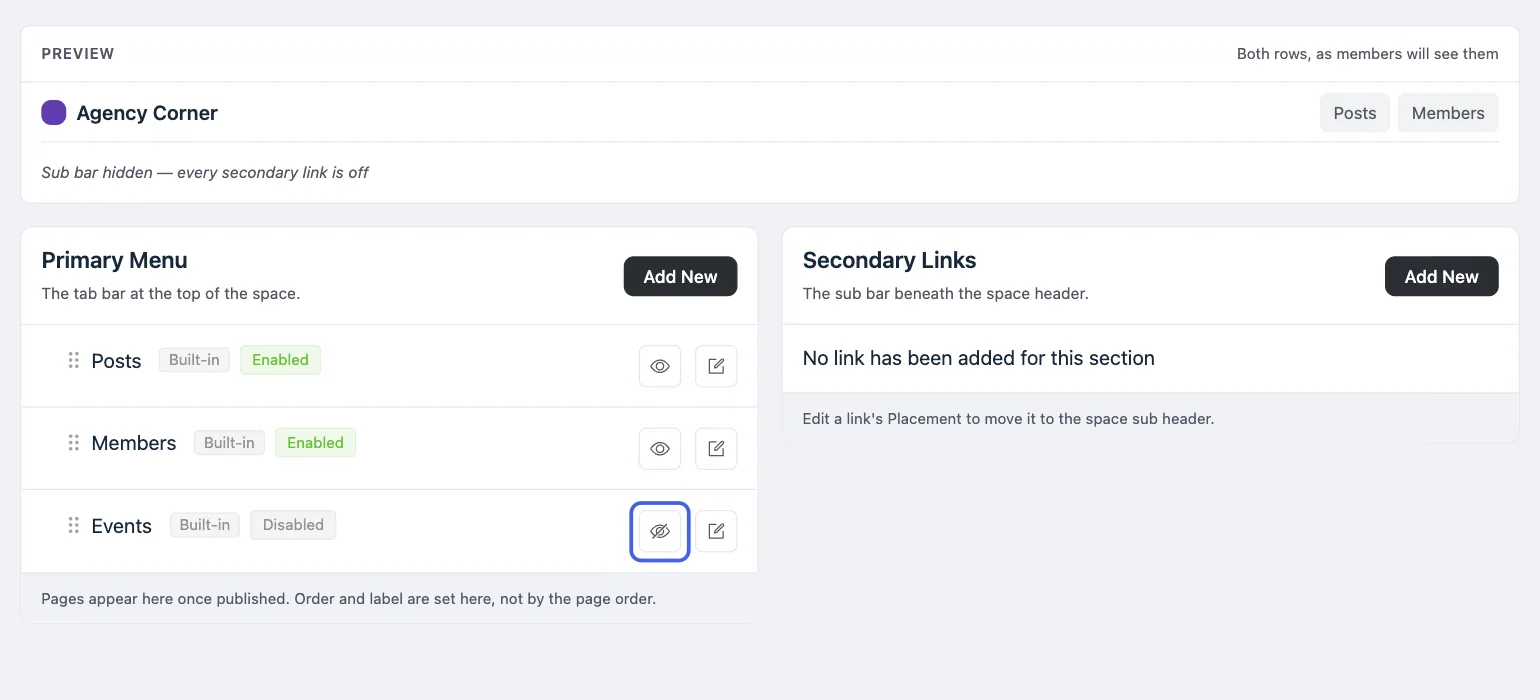 PREVIEW
Both rows, as members will see them
Agency Corner
Posts
Members
Sub bar hidden — every secondary link is off
Primary Menu
The tab bar at the top of the space.
Add New
Posts Built-in Enabled
Members Built-in Enabled
Events Built-in Disabled
Pages appear here once published. Order and label are set here, not by the page order.
Secondary Links
The sub bar beneath the space header.
Add New
No link has been added for this section
Edit a link's Placement to move it to the space sub header.